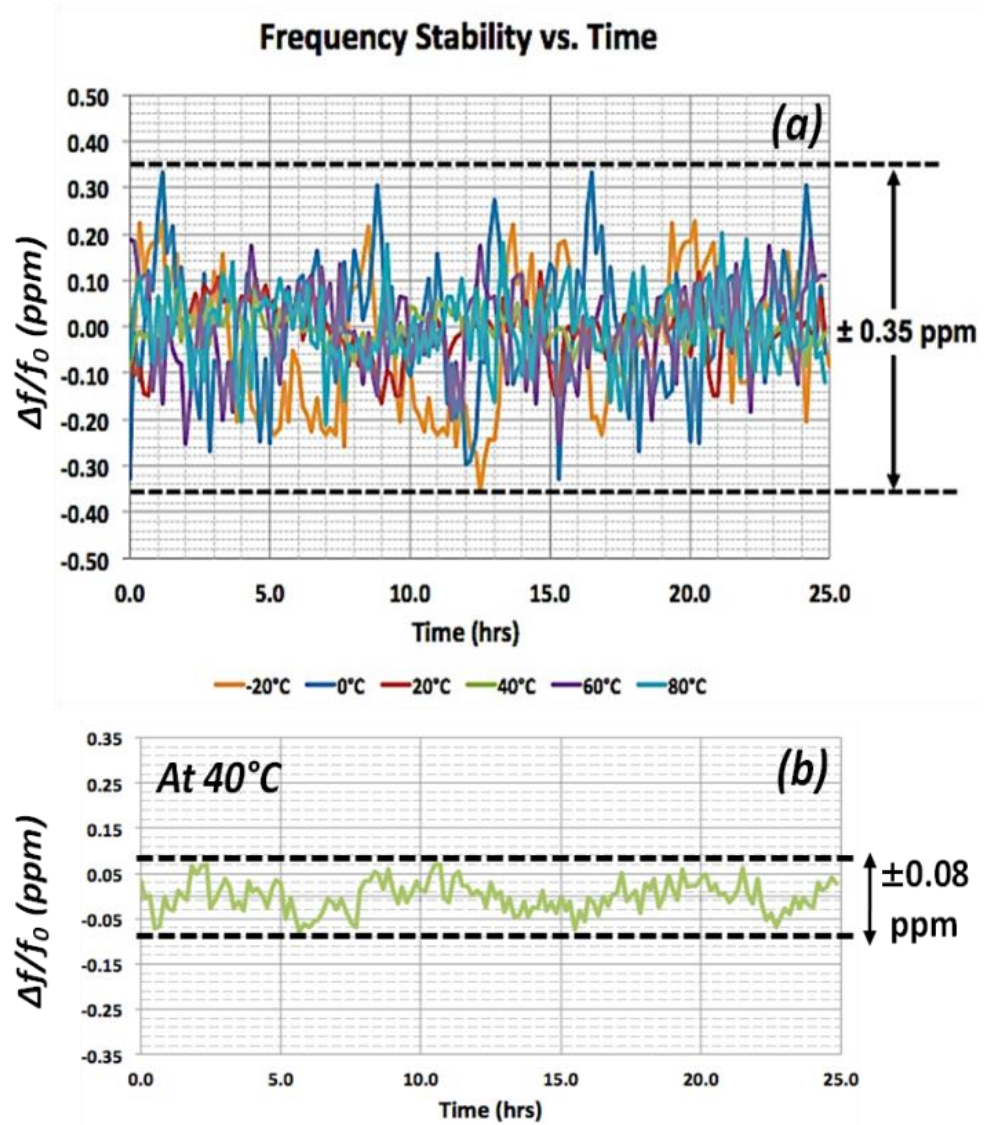 Frequency Stability vs. Time
(a)
0.50
0.40
0.30
0.20
0.10
0.00
-0.10
-0.20
-0.30
-0.40
-0.50
Δf/f₀ (ppm)
± 0.35 ppm
0.0 5.0 10.0 15.0 20.0 25.0
Time (hrs)
-20°C 0°C 20°C 40°C 60°C 80°C
At 40°C
(b)
0.35
0.25
0.15
0.05
-0.05
-0.15
-0.25
-0.35
Δf/f₀ (ppm)
±0.08
ppm
0.0 5.0 10.0 15.0 20.0 25.0
Time (hrs)